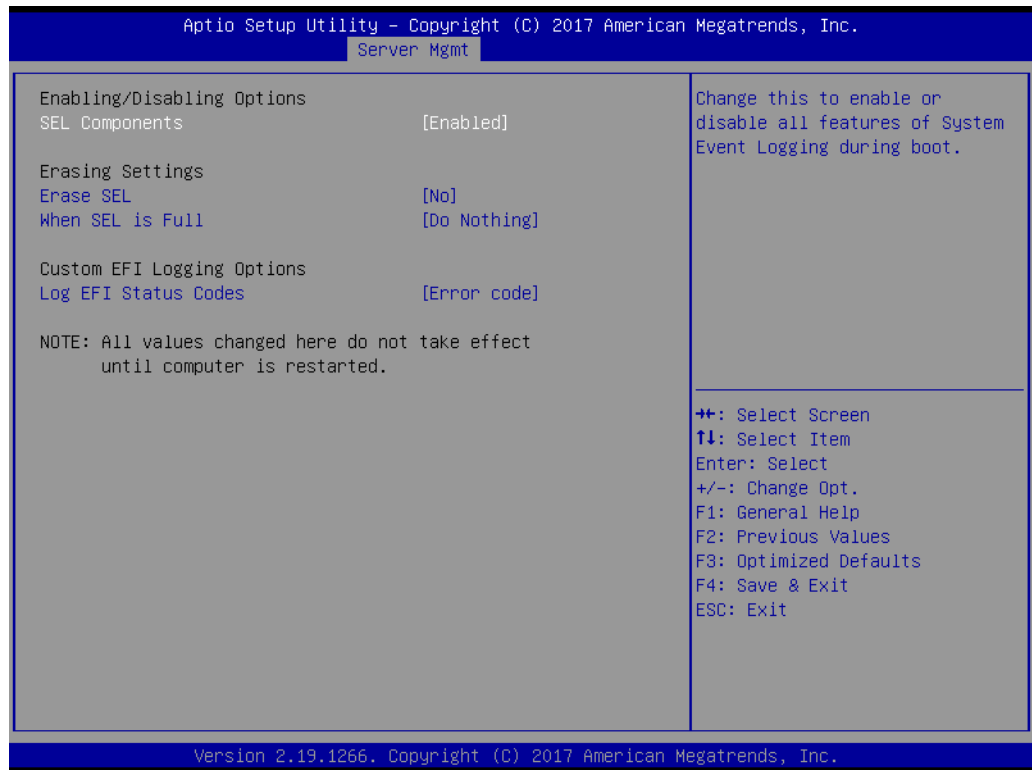 Aptio Setup Utility – Copyright (C) 2017 American Megatrends, Inc.
Server Mgmt
Enabling/Disabling Options
SEL Components [Enabled]
Erasing Settings
Erase SEL [No]
When SEL is Full [Do Nothing]
Custom EFI Logging Options
Log EFI Status Codes [Error code]
NOTE: All values changed here do not take effect
until computer is restarted.
Change this to enable or
disable all features of System
Event Logging during boot.
→←: Select Screen
↑↓: Select Item
Enter: Select
+/-: Change Opt.
F1: General Help
F2: Previous Values
F3: Optimized Defaults
F4: Save & Exit
ESC: Exit
Version 2.19.1266. Copyright (C) 2017 American Megatrends, Inc.